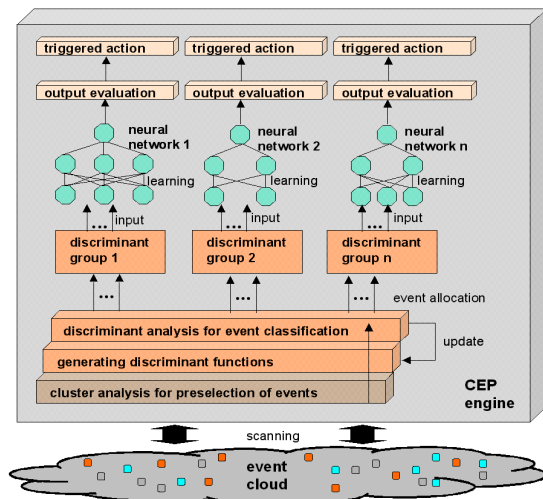 triggered action
triggered action
triggered action
output evaluation
output evaluation
output evaluation
neural
network 1
neural
network 2
neural
network n
learning
learning
learning
...
input
...
input
...
input
discriminant
group 1
discriminant
group 2
discriminant
group n
...
...
...
event allocation
discriminant analysis for event classification
update
generating discriminant functions
cluster analysis for preselection of events
CEP
engine
scanning
event
cloud